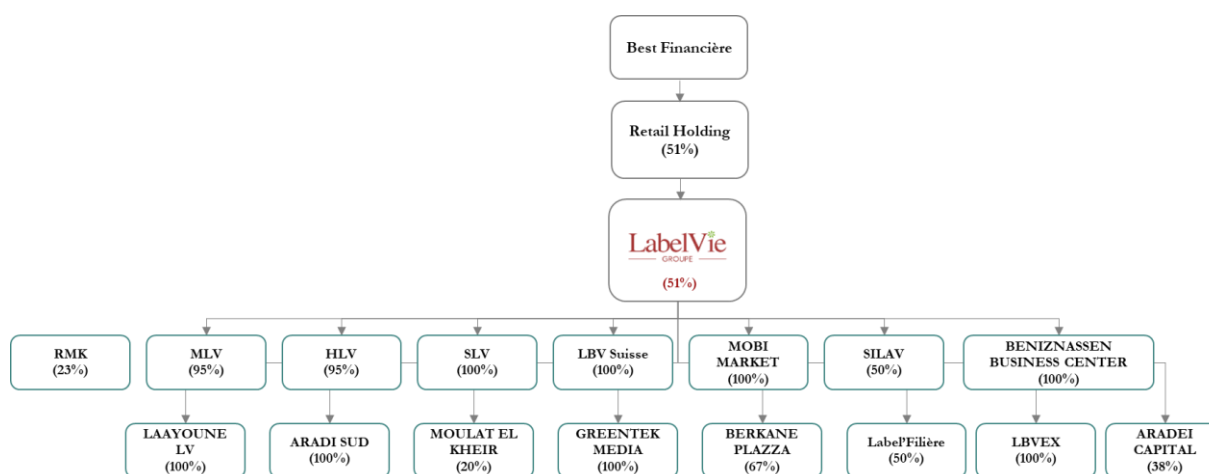 Best Financière
Retail Holding
(51%)
LabelVie
GROUPE
(51%)
RMK
(23%)
MLV
(95%)
HLV
(95%)
SLV
(100%)
LBV Suisse
(100%)
MOBI
MARKET
(100%)
SILAV
(50%)
BENIZNASSEN
BUSINESS CENTER
(100%)
LAAYOUNE
LV
(100%)
ARADI SUD
(100%)
MOULAT EL
KHEIR
(20%)
GREENTEK
MEDIA
(100%)
BERKANE
PLAZZA
(67%)
Label'Filière
(50%)
LBVEX
(100%)
ARADEI
CAPITAL
(38%)